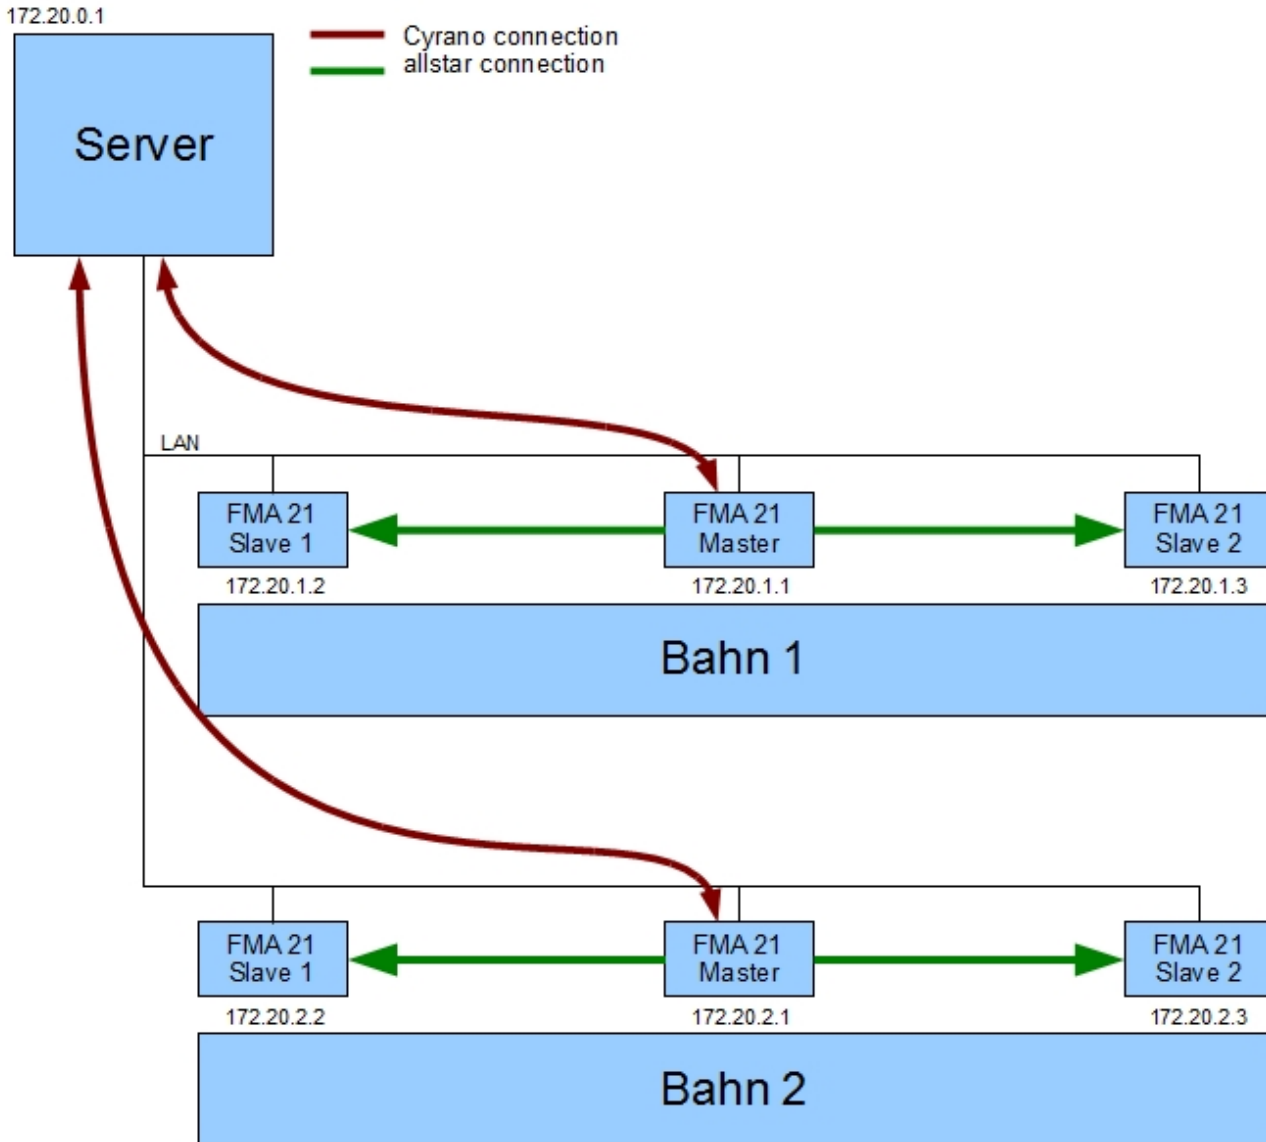 172.20.0.1
Cyrano connection
allstar connection
Server
LAN
FMA 21
Slave 1
FMA 21
Master
FMA 21
Slave 2
172.20.1.2
172.20.1.1
172.20.1.3
Bahn 1
FMA 21
Slave 1
FMA 21
Master
FMA 21
Slave 2
172.20.2.2
172.20.2.1
172.20.2.3
Bahn 2